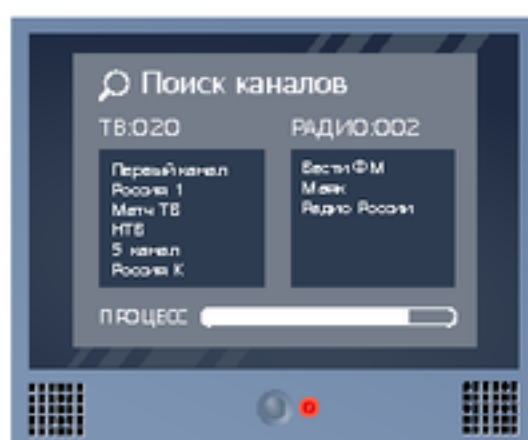 Поиск каналов
ТВ:020
РАДИО:002
Первый канал
Россия 1
Матч ТВ
НТВ
5 канал
Россия К
Вести ФМ
Маяк
Радио России
ПРОЦЕСС